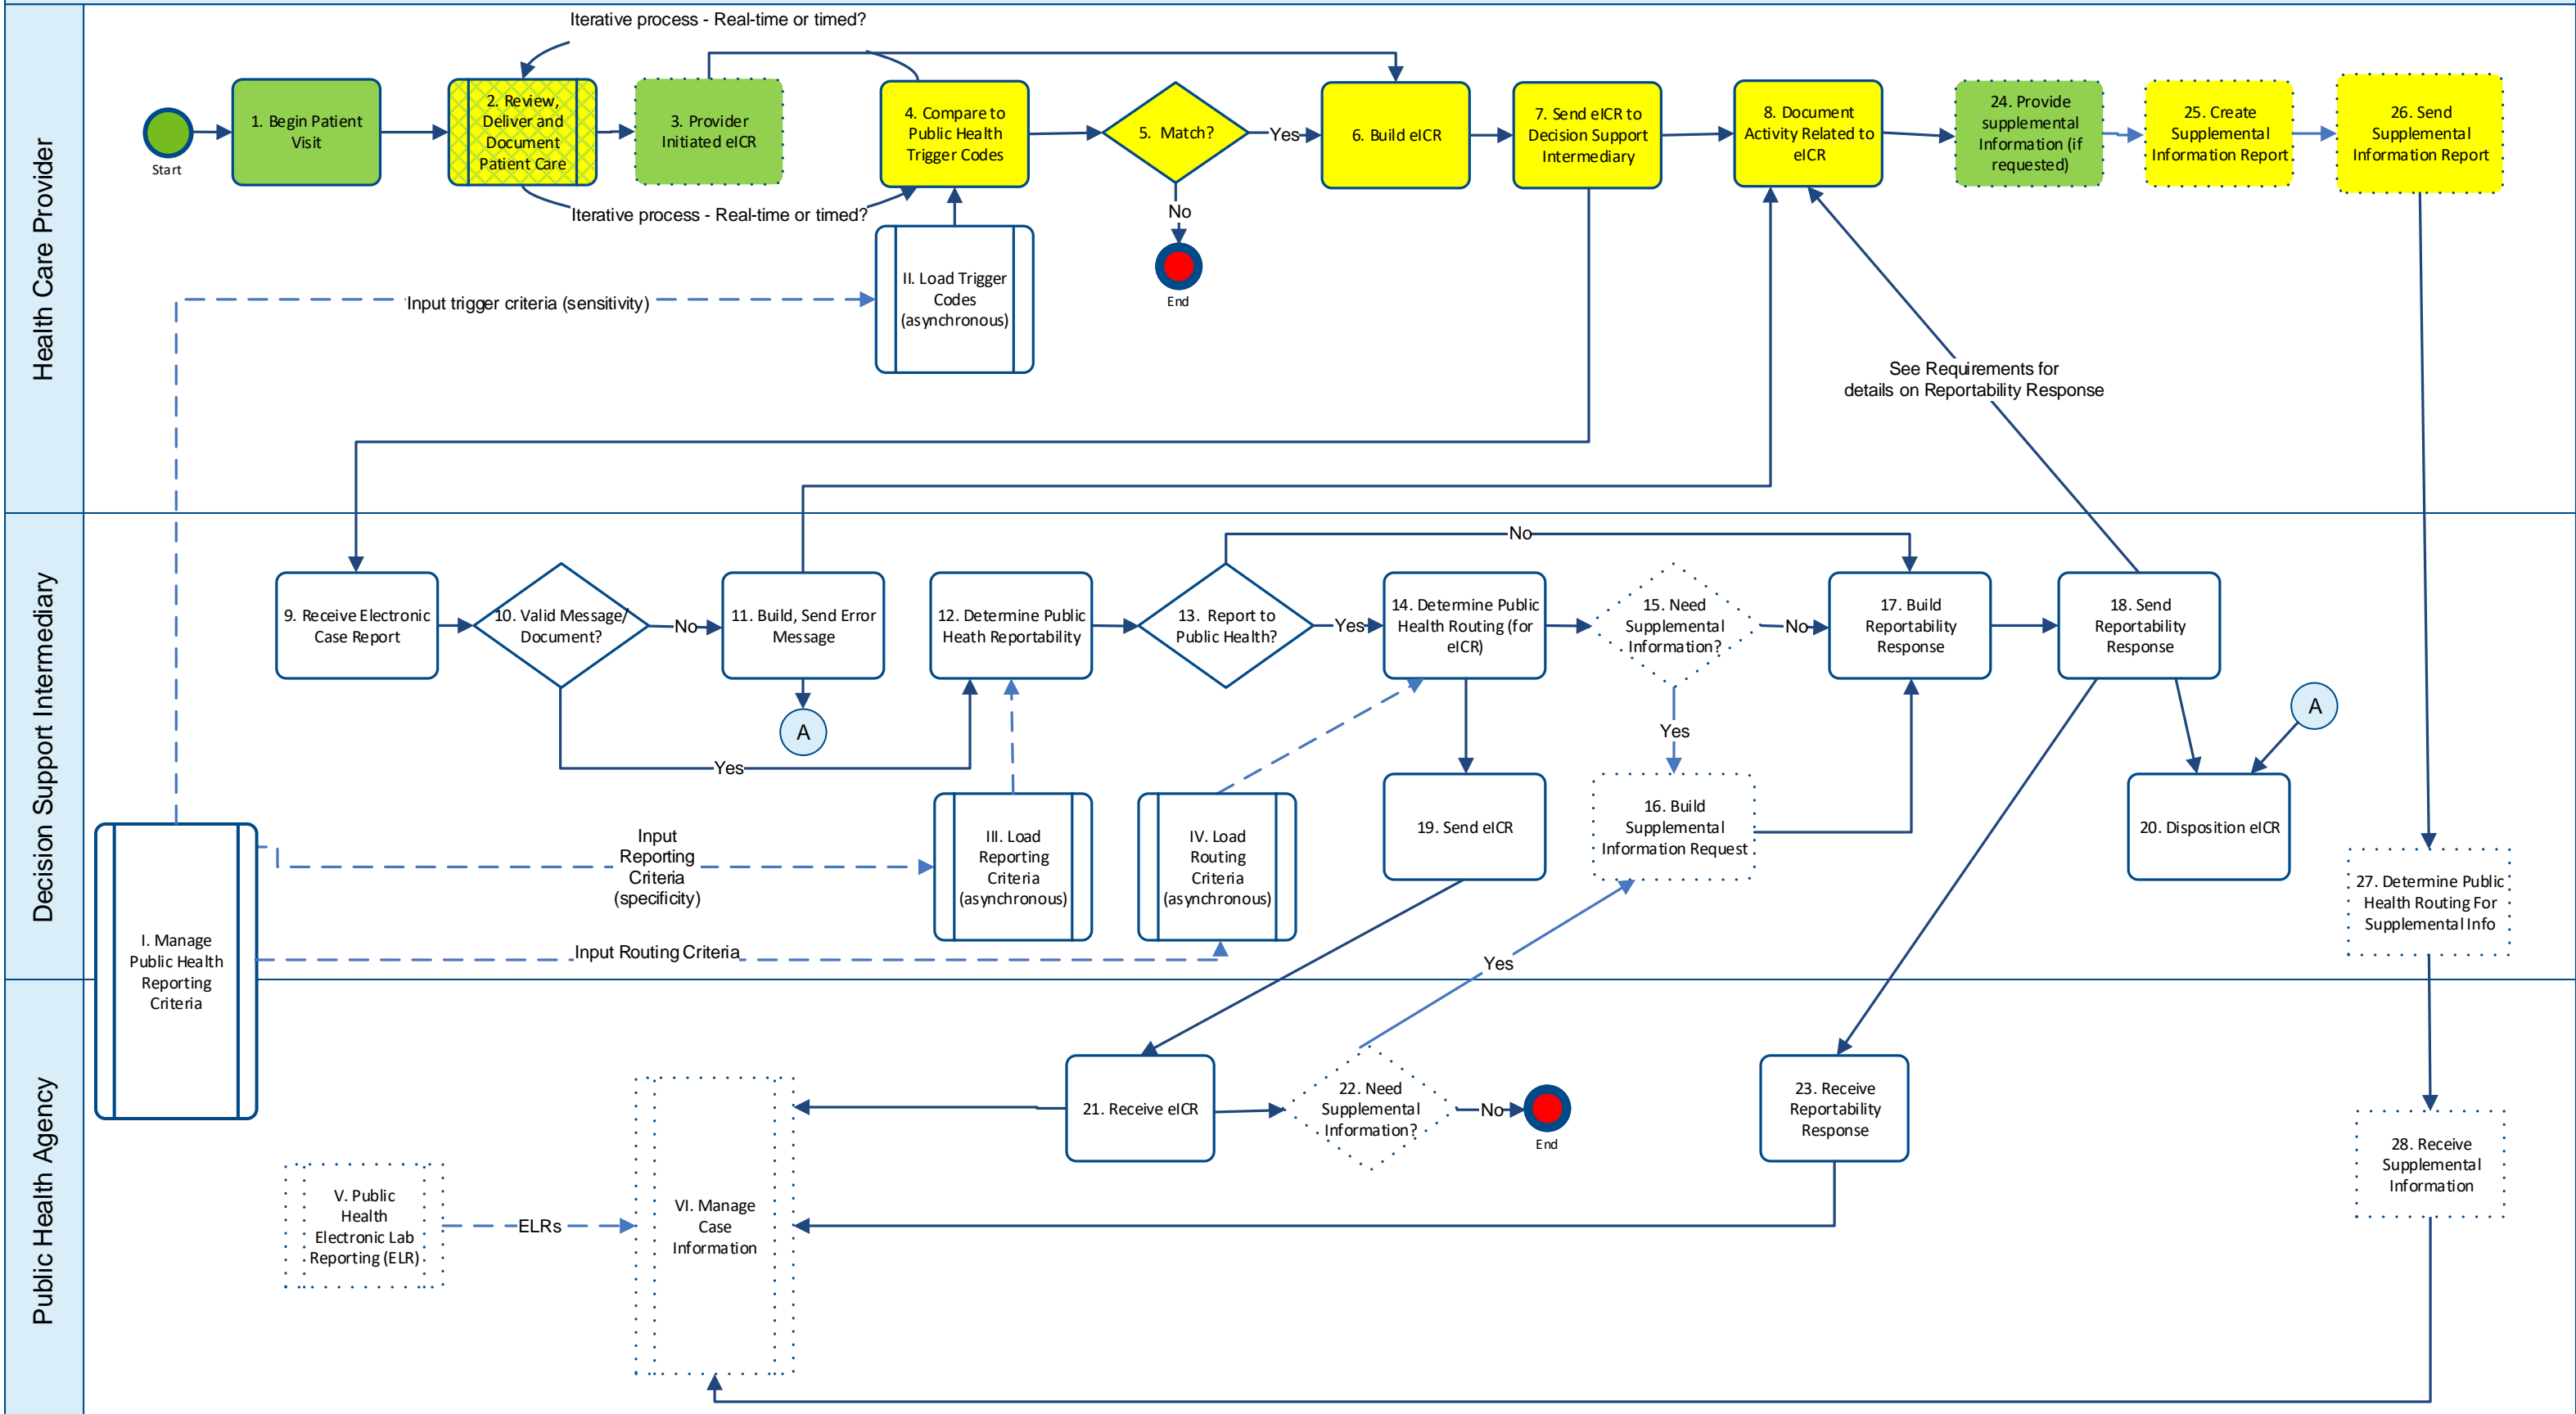 Health Care Provider
Iterative process - Real-time or timed?
Start
1. Begin Patient
Visit
2. Review,
Deliver and
Document
Patient Care
3. Provider
Initiated eICR
Iterative process - Real-time or timed?
4. Compare to
Public Health
Trigger Codes
5. Match?
Yes
No
End
6. Build eICR
7. Send eICR to
Decision Support
Intermediary
8. Document
Activity Related to
eICR
24. Provide
supplemental
Information (if
requested)
25. Create
Supplemental
Information Report
26. Send
Supplemental
Information Report
II. Load Trigger
Codes
(asynchronous)
Input trigger criteria (sensitivity)
See Requirements for
details on Reportability Response
Decision Support Intermediary
9. Receive Electronic
Case Report
10. Valid Message/
Document?
No
Yes
11. Build, Send Error
Message
A
12. Determine Public
Heath Reportability
13. Report to
Public Health?
No
Yes
14. Determine Public
Health Routing (for
eICR)
15. Need
Supplemental
Information?
No
Yes
17. Build
Reportability
Response
18. Send
Reportability
Response
A
I. Manage
Public Health
Reporting
Criteria
Input
Reporting
Criteria
(specificity)
III. Load
Reporting
Criteria
(asynchronous)
IV. Load
Routing
Criteria
(asynchronous)
Input Routing Criteria
19. Send eICR
16. Build
Supplemental
Information Request
20. Disposition eICR
27. Determine Public
Health Routing For
Supplemental Info
Yes
Public Health Agency
21. Receive eICR
22. Need
Supplemental
Information?
No
End
23. Receive
Reportability
Response
28. Receive
Supplemental
Information
V. Public
Health
Electronic Lab
Reporting (ELR)
ELRs
VI. Manage
Case
Information